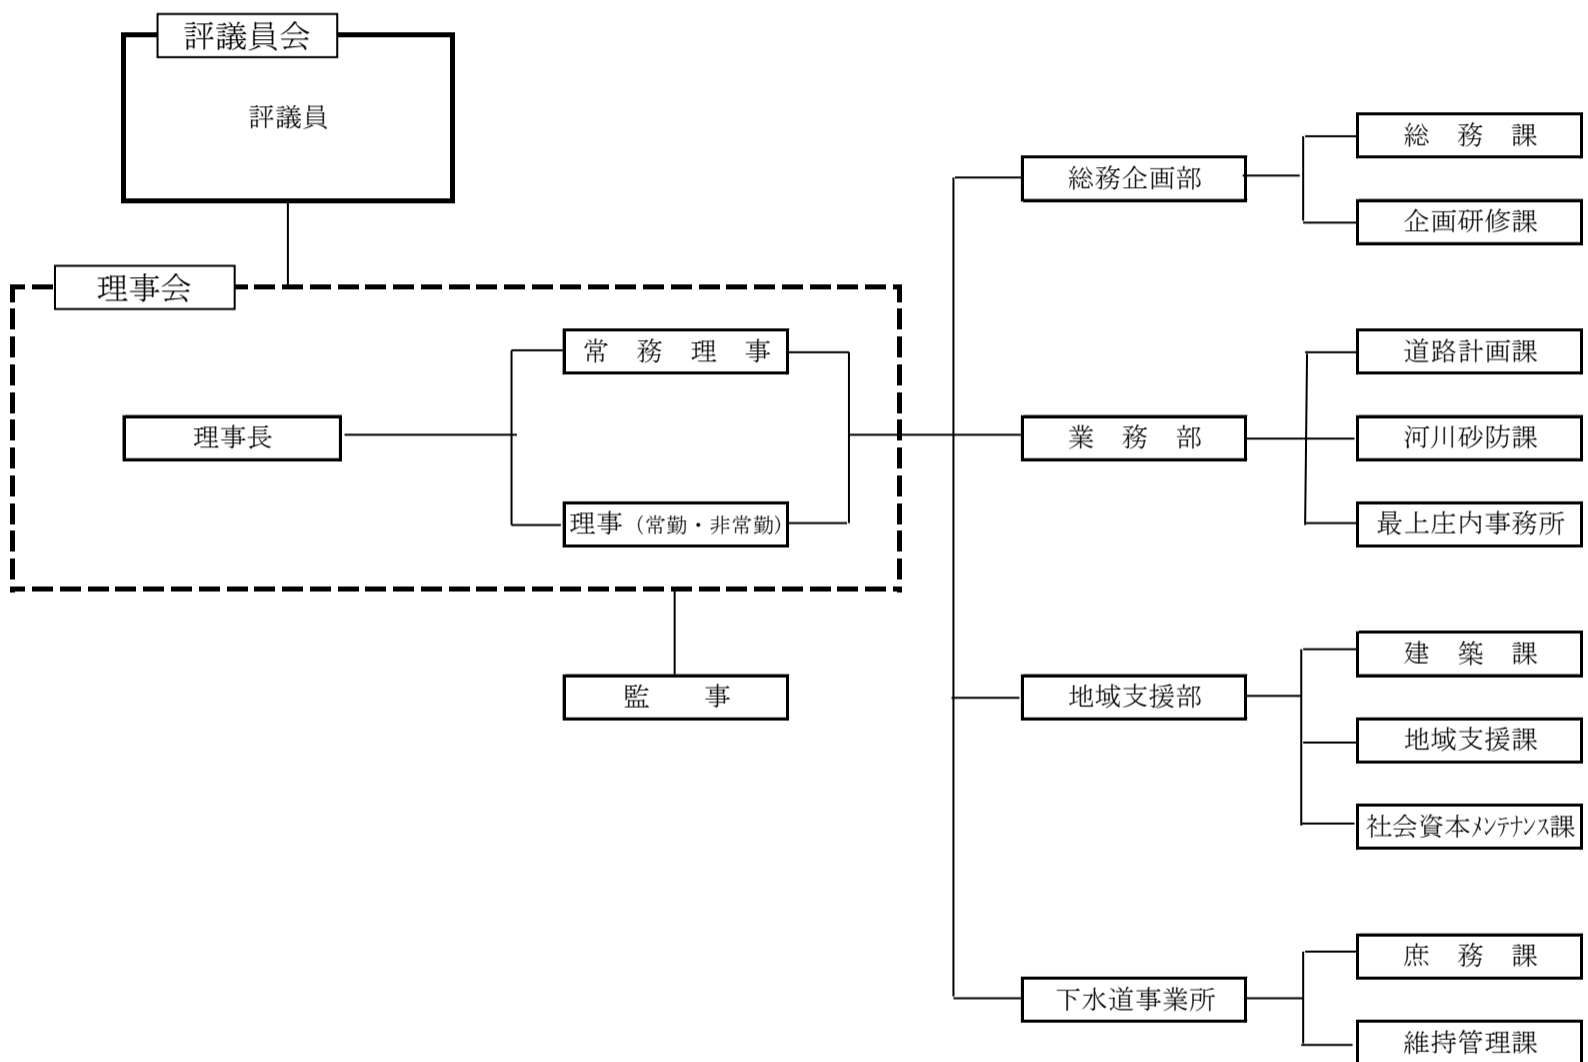 評議員会
評議員
理事会
理事長
常　務　理　事
理事（常勤・非常勤）
監　　事
総務企画部
総　務　課
企画研修課
業　務　部
道路計画課
河川砂防課
最上庄内事務所
地域支援部
建　築　課
地域支援課
社会資本ﾒﾝﾃﾅﾝｽ課
下水道事業所
庶　務　課
維持管理課